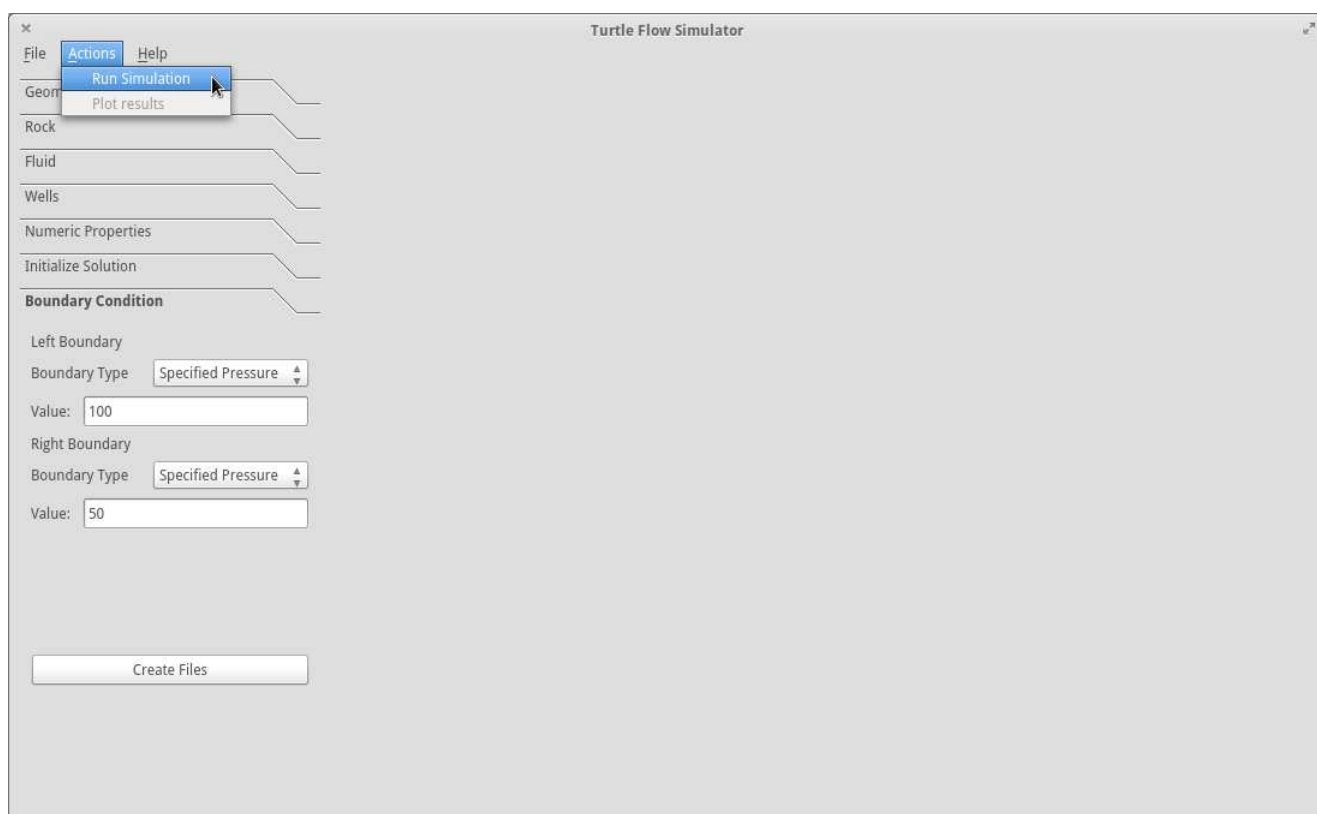 Turtle Flow Simulator
File Actions Help
Run Simulation
Plot results
Geom
Rock
Fluid
Wells
Numeric Properties
Initialize Solution
Boundary Condition
Left Boundary
Boundary Type Specified Pressure
Value: 100
Right Boundary
Boundary Type Specified Pressure
Value: 50
Create Files